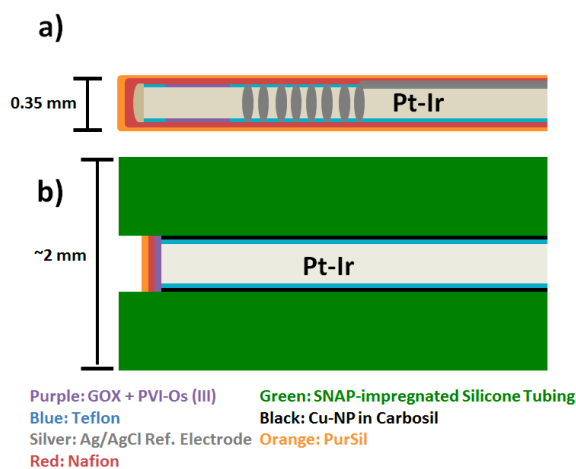 a)
0.35 mm
Pt-Ir
b)
~2 mm
Pt-Ir
Purple: GOX + PVI-Os (III)
Green: SNAP-impregnated Silicone Tubing
Blue: Teflon
Black: Cu-NP in Carbosil
Silver: Ag/AgCl Ref. Electrode
Orange: PurSil
Red: Nafion